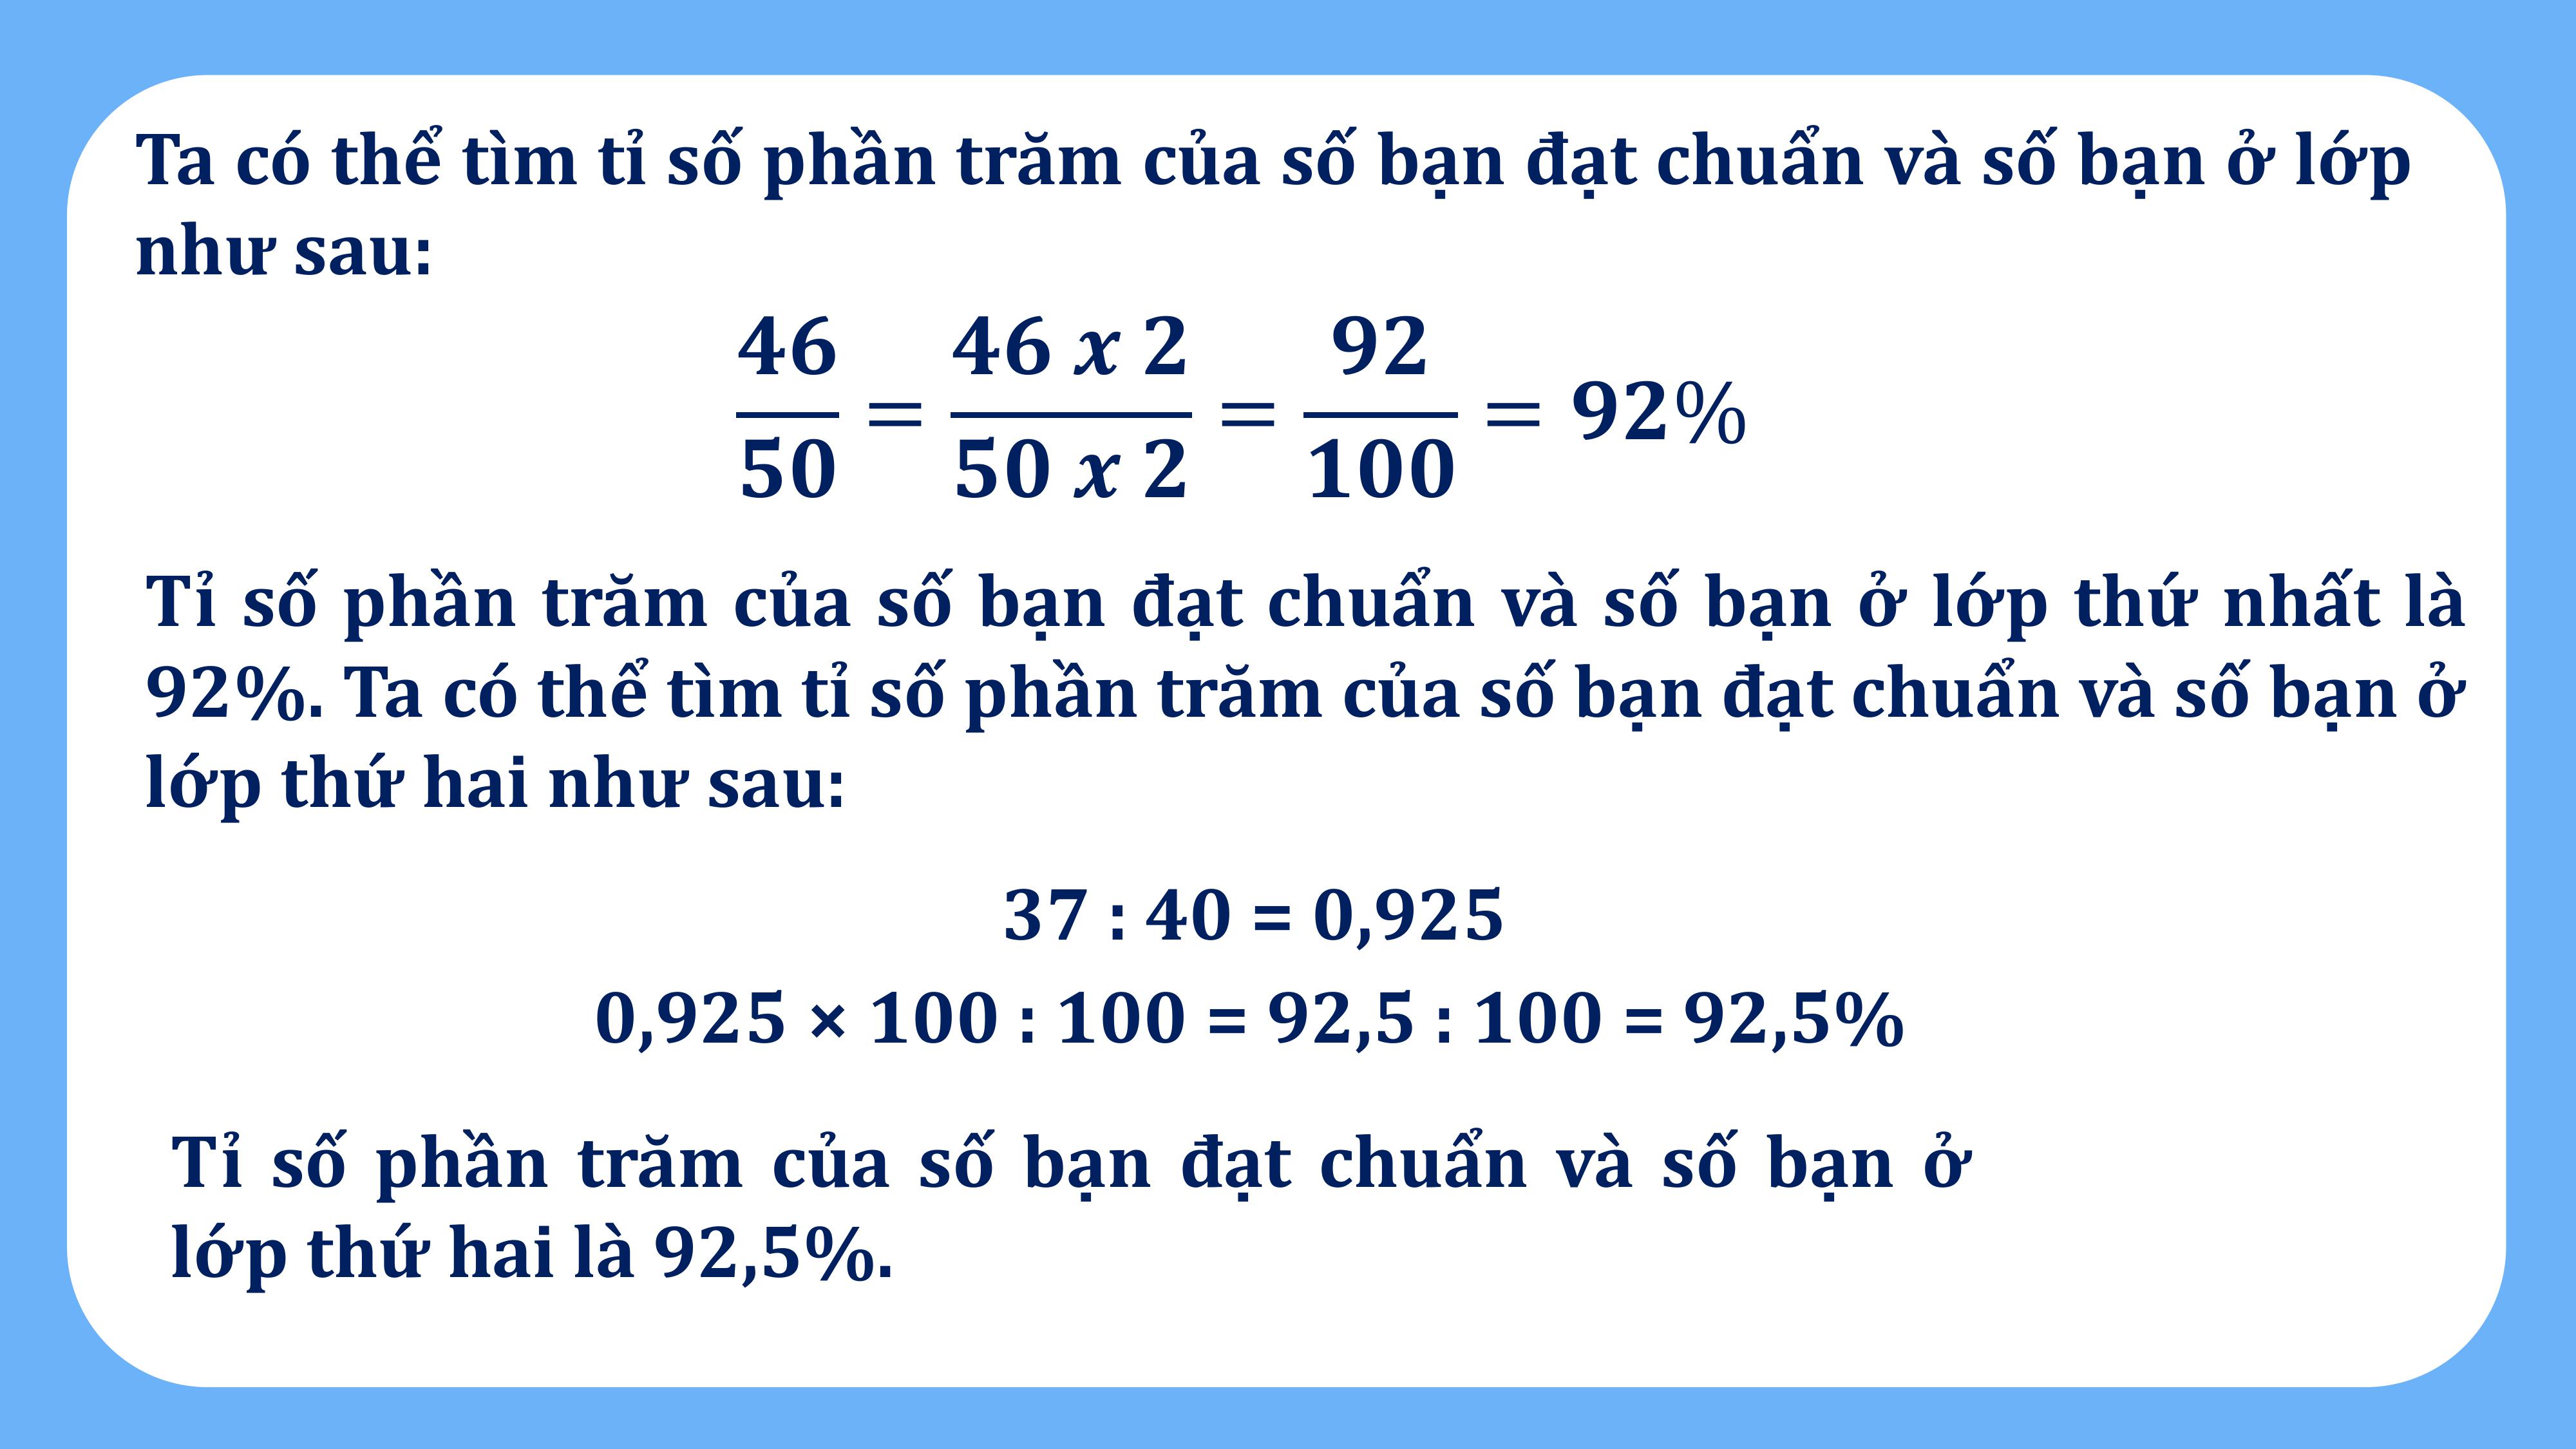 Ta có thể tìm tỉ số phần trăm của số bạn đạt chuẩn và số bạn ở lớp
như sau:
46/50 = 46 x 2/50 x 2 = 92/100 = 92%
Tỉ số phần trăm của số bạn đạt chuẩn và số bạn ở lớp thứ nhất là
92%. Ta có thể tìm tỉ số phần trăm của số bạn đạt chuẩn và số bạn ở
lớp thứ hai như sau:
37 : 40 = 0,925
0,925 × 100 : 100 = 92,5 : 100 = 92,5%
Tỉ số phần trăm của số bạn đạt chuẩn và số bạn ở
lớp thứ hai là 92,5%.